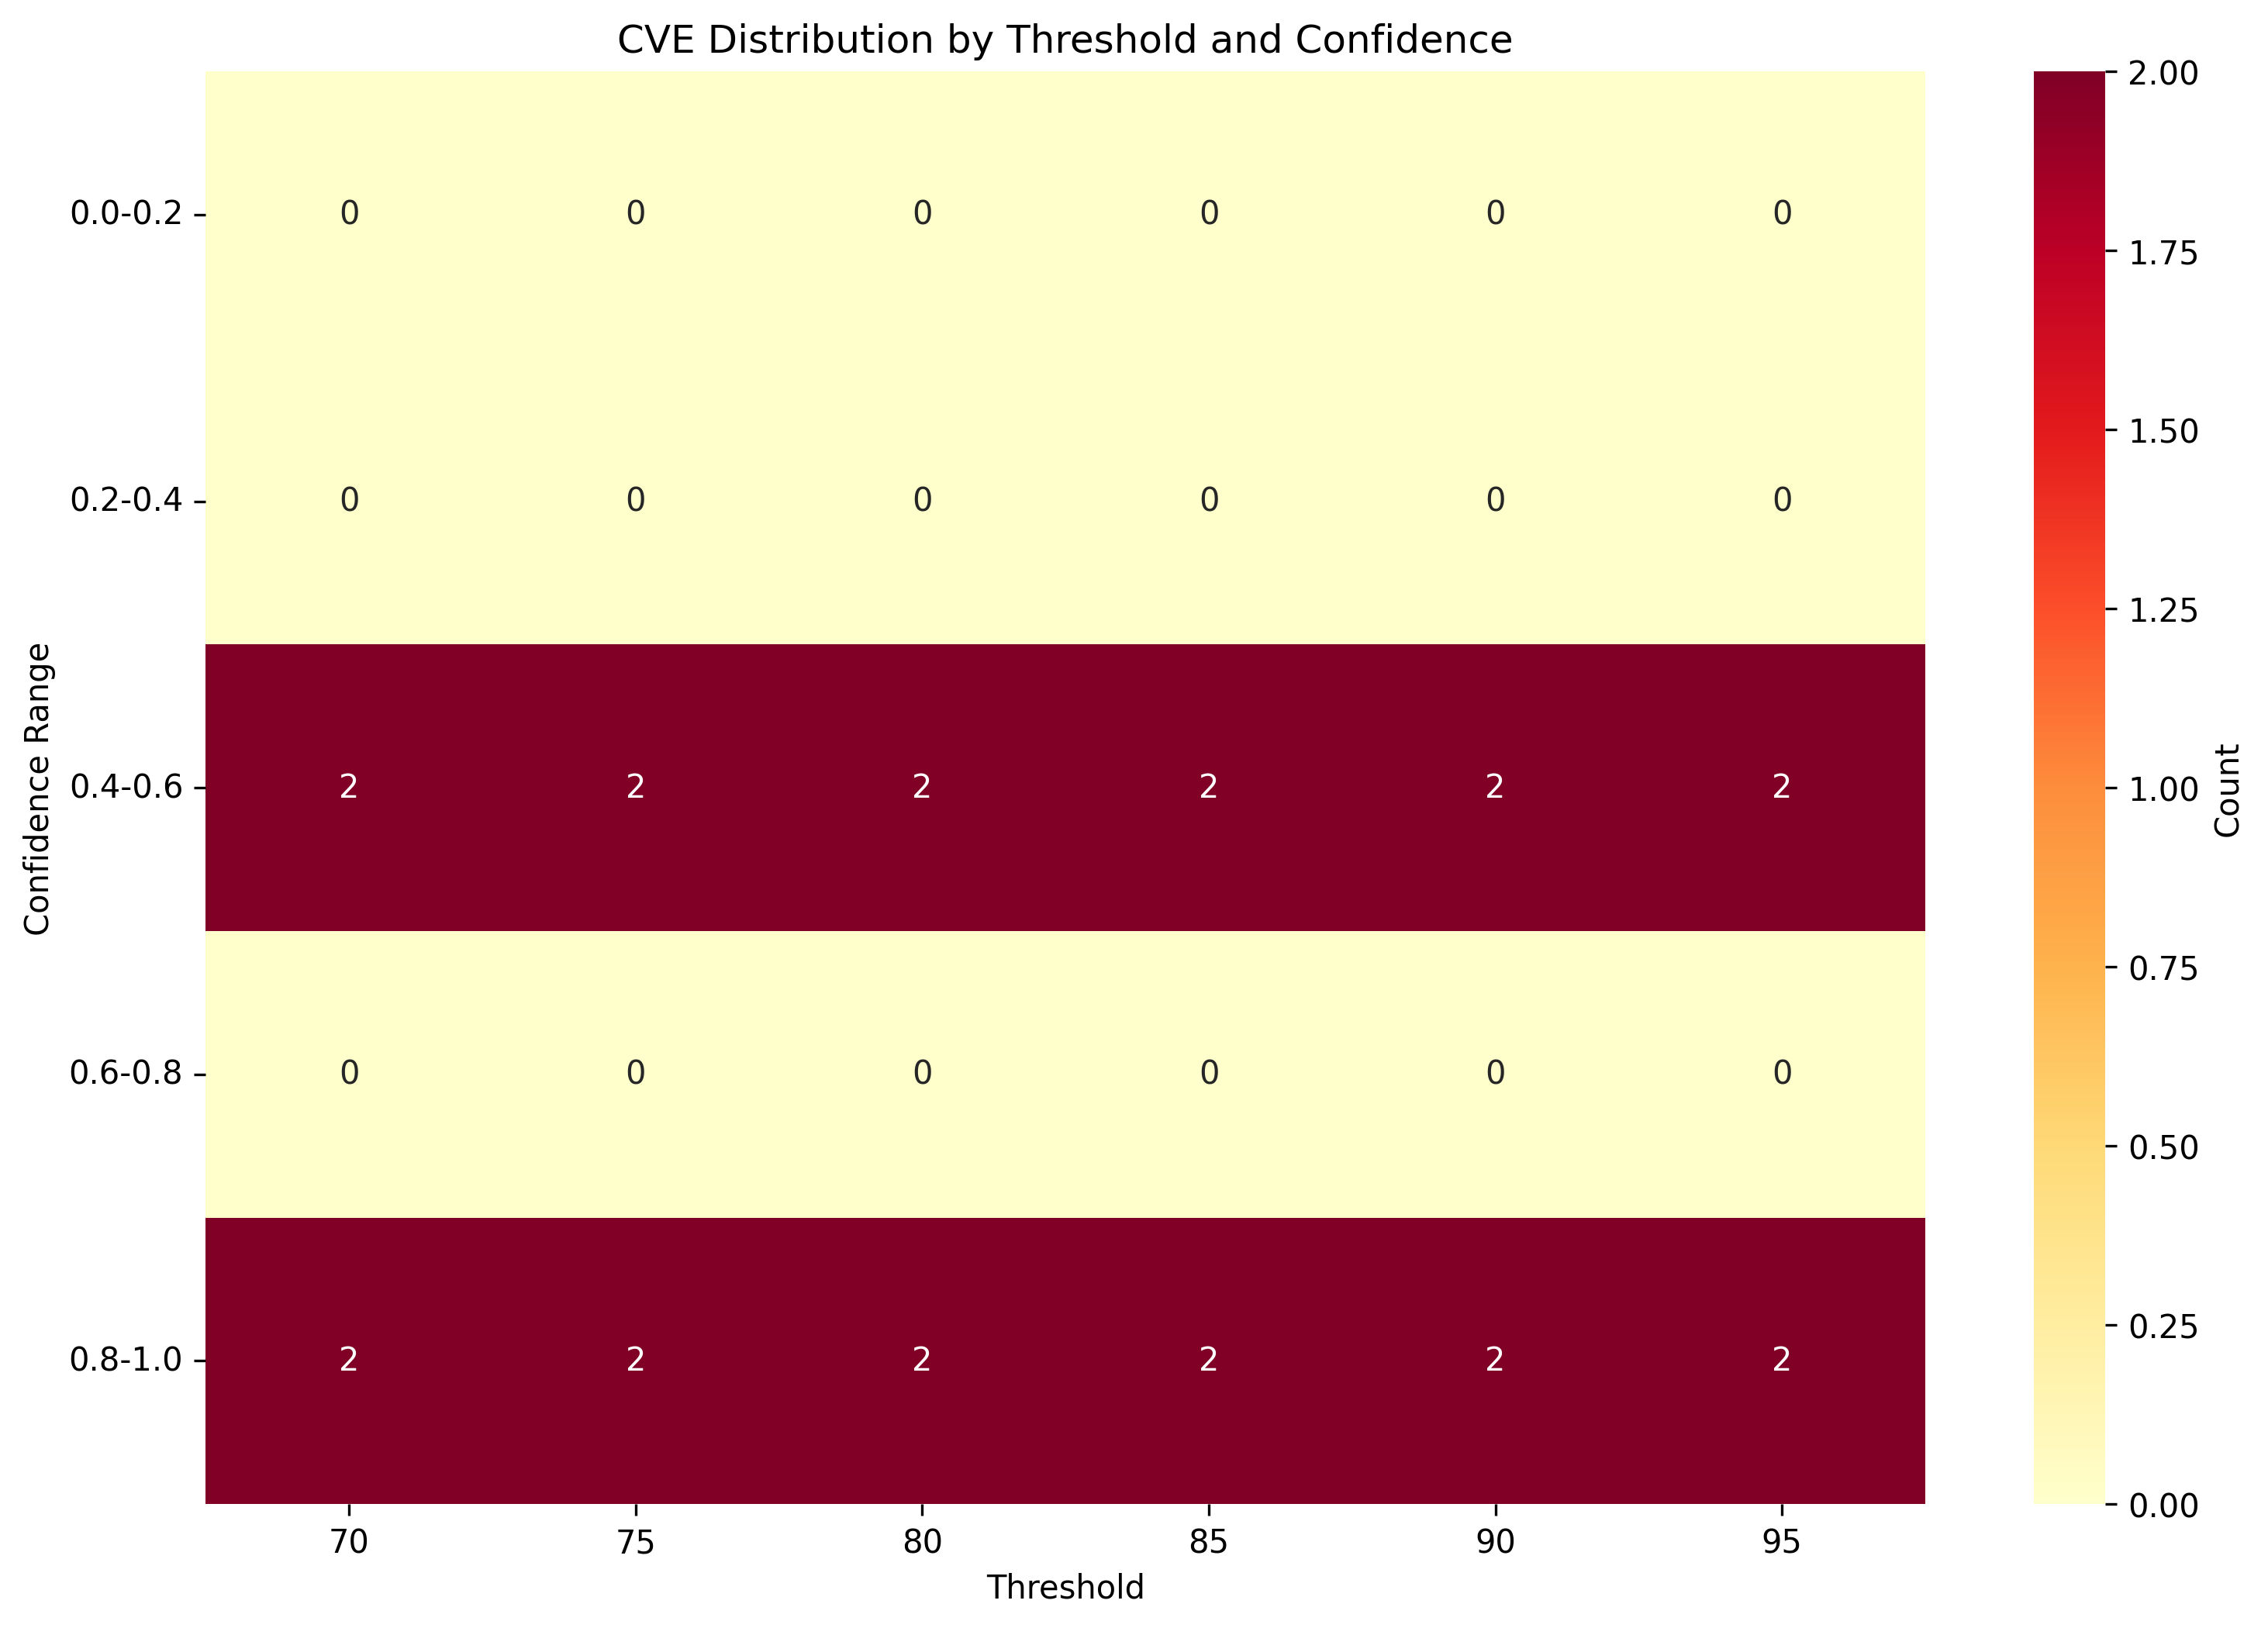 CVE Distribution by Threshold and Confidence
Confidence Range
0.0-0.2 0 0 0 0 0 0
0.2-0.4 0 0 0 0 0 0
0.4-0.6 2 2 2 2 2 2
0.6-0.8 0 0 0 0 0 0
0.8-1.0 2 2 2 2 2 2
70 75 80 85 90 95
Threshold
2.00
1.75
1.50
1.25
1.00
0.75
0.50
0.25
0.00
Count